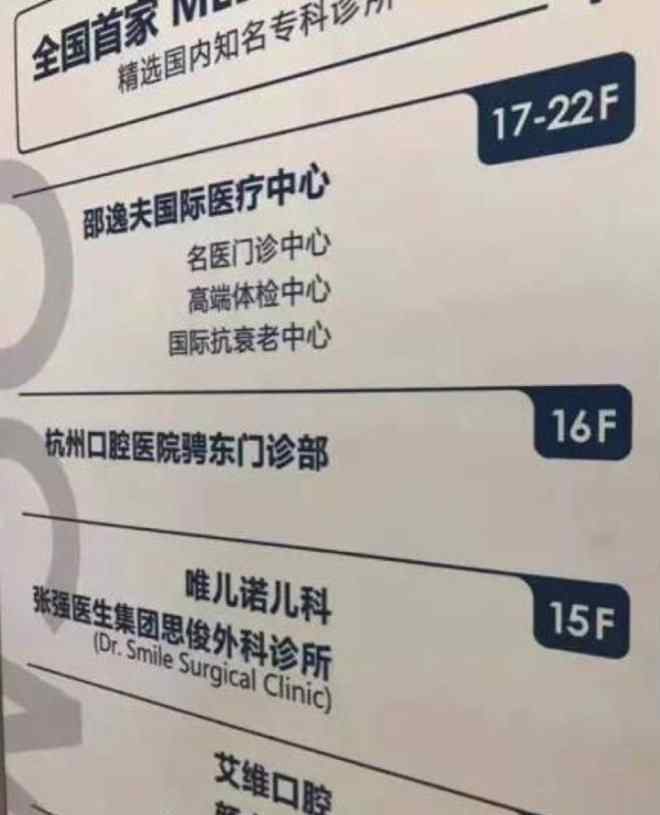 全国首家
精选国内知名专科诊所
17-22F
邵逸夫国际医疗中心
名医门诊中心
高端体检中心
国际抗衰老中心
16F
杭州口腔医院骋东门诊部
15F
唯儿诺儿科
张强医生集团思俊外科诊所
(Dr. Smile Surgical Clinic)
艾维口腔